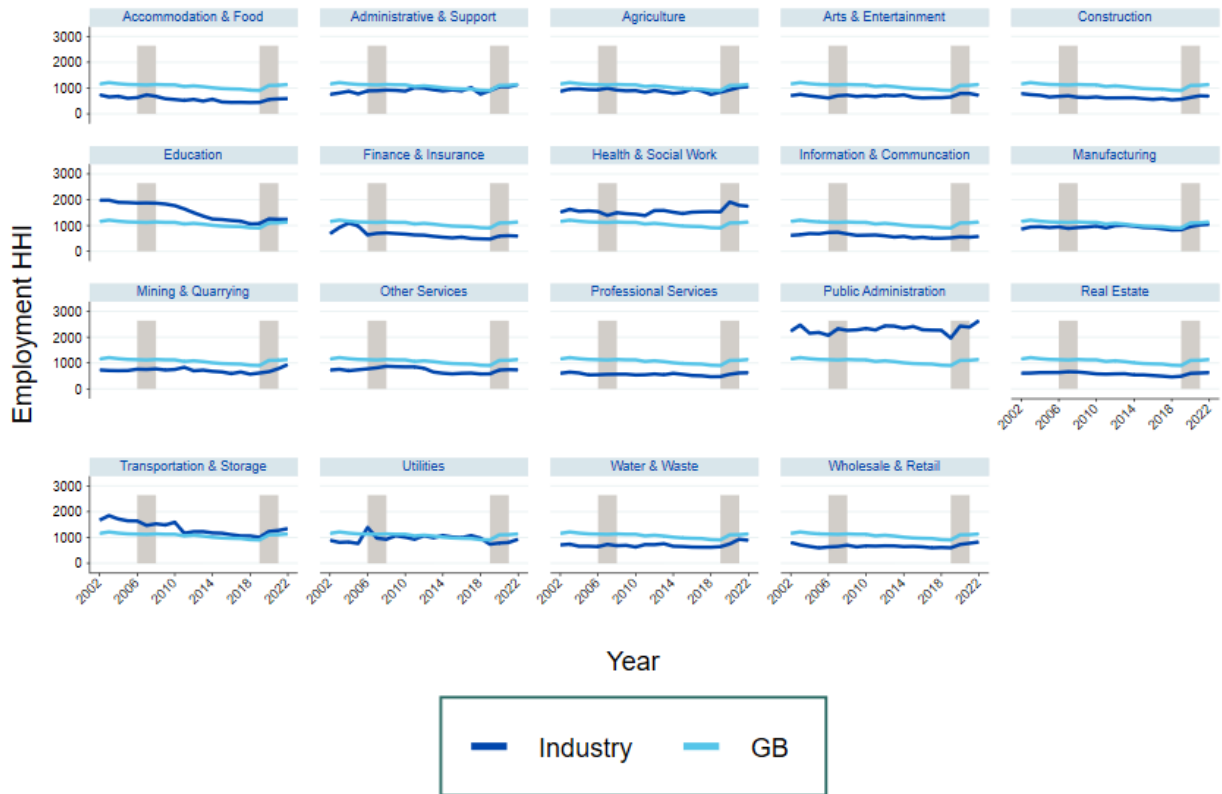 Accommodation & Food
Administrative & Support
Agriculture
Arts & Entertainment
Construction
3000
2000
1000
0
Education
Finance & Insurance
Health & Social Work
Information & Communcation
Manufacturing
3000
2000
1000
0
Employment HHI
Mining & Quarrying
Other Services
Professional Services
Public Administration
Real Estate
3000
2000
1000
0
2002
2006
2010
2014
2018
2022
Transportation & Storage
Utilities
Water & Waste
Wholesale & Retail
3000
2000
1000
0
2002
2006
2010
2014
2018
2022
2002
2006
2010
2014
2018
2022
2002
2006
2010
2014
2018
2022
2002
2006
2010
2014
2018
2022
Year
Industry
GB